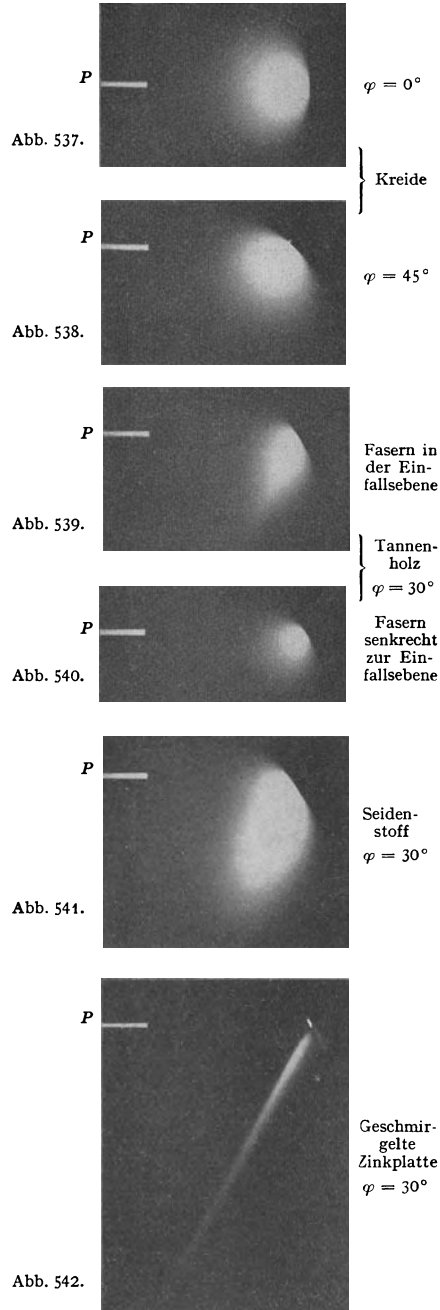 P
φ = 0°
Abb. 537.
Kreide
P
φ = 45°
Abb. 538.
P
Fasern in
der Ein-
fallsebene
Abb. 539.
Tannen-
holz
φ = 30°
P
Fasern
senkrecht
zur Ein-
fallsebene
Abb. 540.
P
Seiden-
stoff
φ = 30°
Abb. 541.
P
Geschmir-
gelte
Zinkplatte
φ = 30°
Abb. 542.